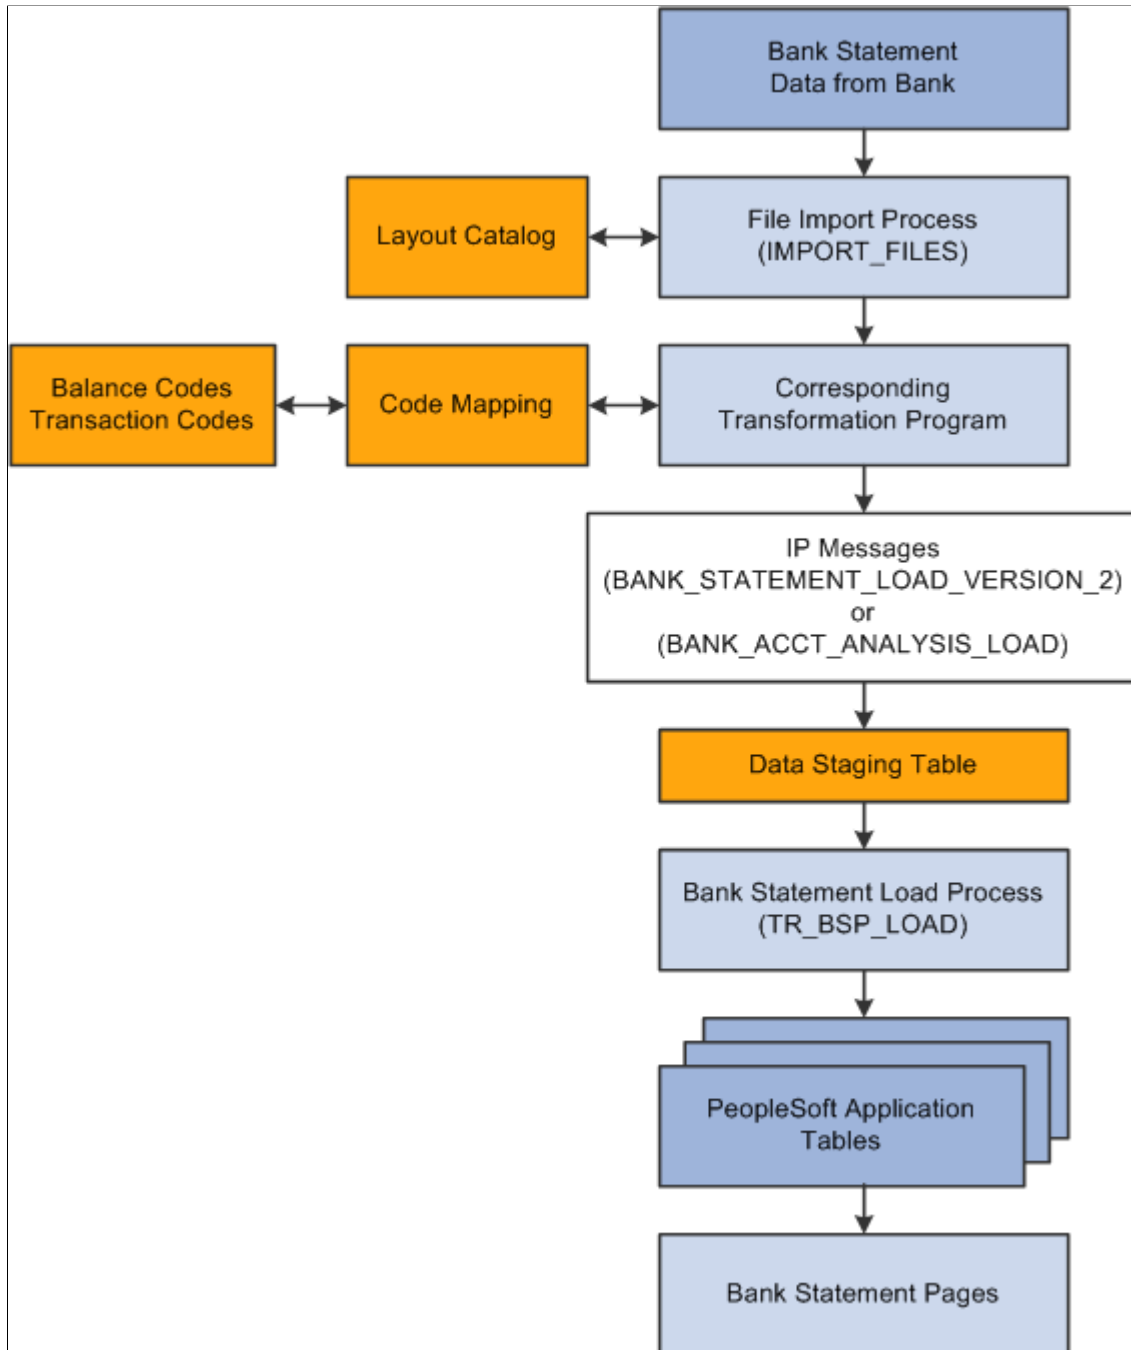 Bank Statement
Data from Bank
Layout Catalog
File Import Process
(IMPORT_FILES)
Balance Codes
Transaction Codes
Code Mapping
Corresponding
Transformation Program
IP Messages
(BANK_STATEMENT_LOAD_VERSION_2)
or
(BANK_ACCT_ANALYSIS_LOAD)
Data Staging Table
Bank Statement Load Process
(TR_BSP_LOAD)
PeopleSoft Application
Tables
Bank Statement Pages